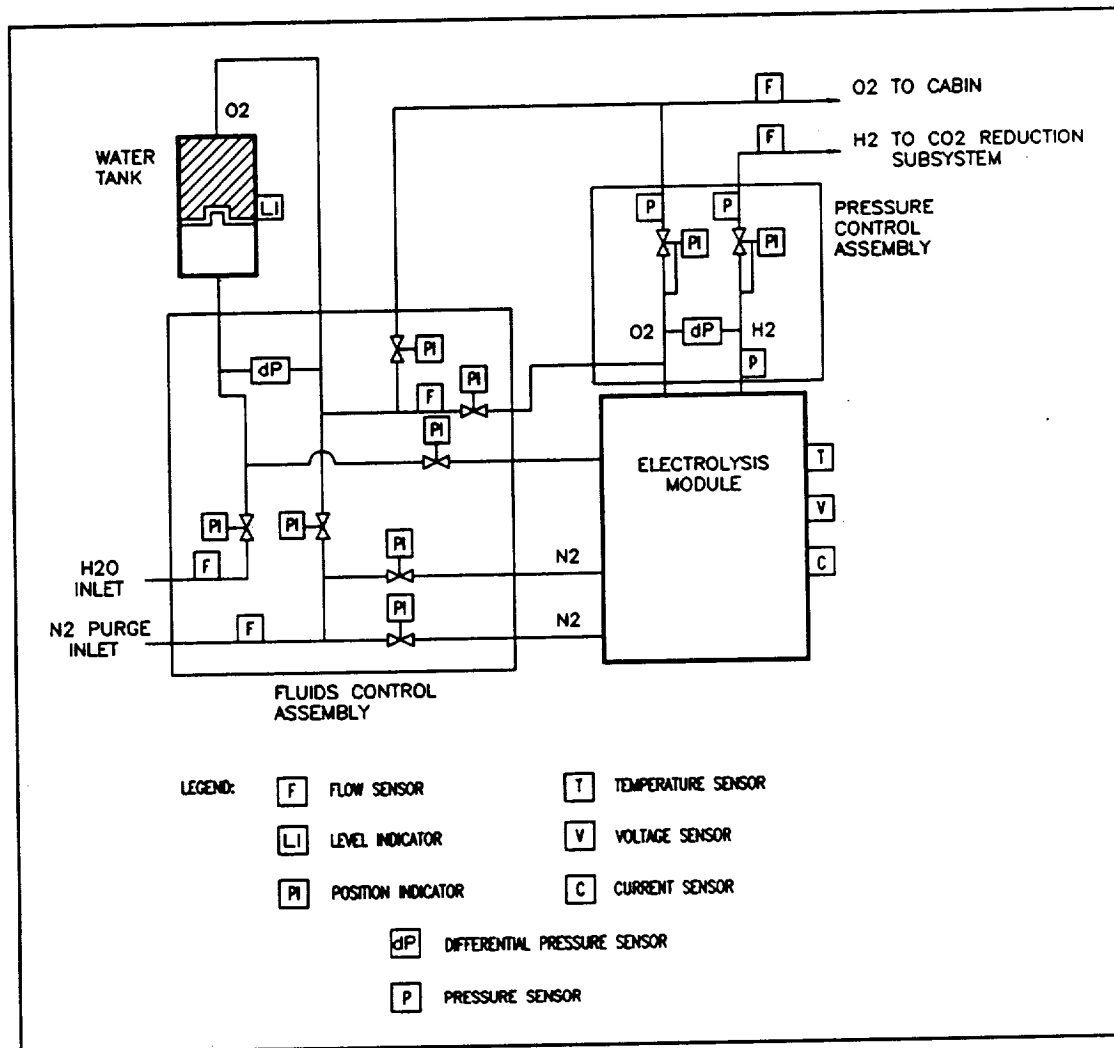 O2
WATER
TANK
LI
F
O2 TO CABIN
F
H2 TO CO2 REDUCTION
SUBSYSTEM
P
P
PRESSURE
CONTROL
ASSEMBLY
PI
PI
O2
dP
H2
P
PI
dP
PI
F
PI
ELECTROLYSIS
MODULE
T
V
C
PI
PI
PI
N2
H2O
INLET
F
PI
N2
N2 PURGE
INLET
F
FLUIDS CONTROL
ASSEMBLY
LEGEND:
F FLOW SENSOR
T TEMPERATURE SENSOR
LI LEVEL INDICATOR
V VOLTAGE SENSOR
PI POSITION INDICATOR
C CURRENT SENSOR
dP DIFFERENTIAL PRESSURE SENSOR
P PRESSURE SENSOR